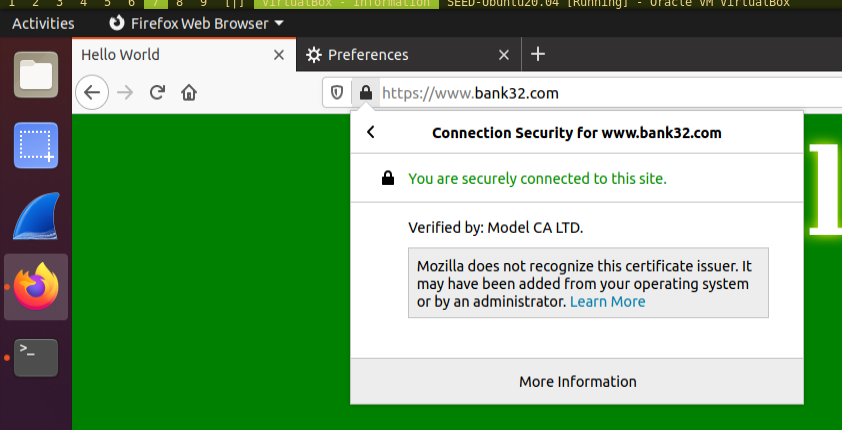 1 2 3 4 5 6 7 8 9 [|] VirtualBox - Information SEED-Ubuntu20.04 [Running] - Oracle VM VirtualBox
Activities Firefox Web Browser
Hello World Preferences
https://www.bank32.com
Connection Security for www.bank32.com
You are securely connected to this site.
Verified by: Model CA LTD.
Mozilla does not recognize this certificate issuer. It
may have been added from your operating system
or by an administrator. Learn More
More Information